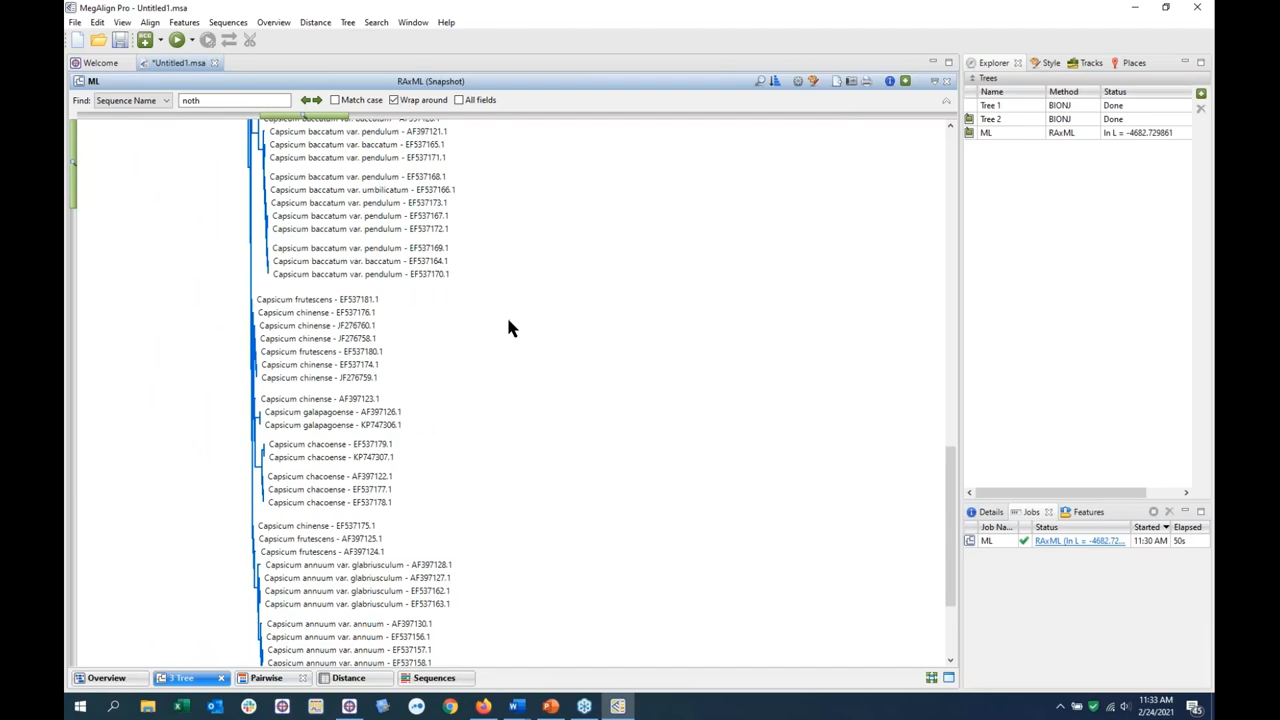 MegAlign Pro - Untitled1.msa
File Edit View Align Features Sequences Overview Distance Tree Search Window Help
Welcome *Untitled1.msa
ML RAxML (Snapshot)
Find: Sequence Name noth Match case Wrap around All fields
Capsicum baccatum var. pendulum - AF397121.1
Capsicum baccatum var. baccatum - EF537165.1
Capsicum baccatum var. pendulum - EF537171.1
Capsicum baccatum var. pendulum - EF537168.1
Capsicum baccatum var. umbilicatum - EF537166.1
Capsicum baccatum var. pendulum - EF537173.1
Capsicum baccatum var. pendulum - EF537167.1
Capsicum baccatum var. pendulum - EF537172.1
Capsicum baccatum var. pendulum - EF537169.1
Capsicum baccatum var. baccatum - EF537164.1
Capsicum baccatum var. pendulum - EF537170.1
Capsicum frutescens - EF537181.1
Capsicum chinense - EF537176.1
Capsicum chinense - JF276760.1
Capsicum chinense - JF276758.1
Capsicum frutescens - EF537180.1
Capsicum chinense - EF537174.1
Capsicum chinense - JF276759.1
Capsicum chinense - AF397123.1
Capsicum galapagoense - AF397126.1
Capsicum galapagoense - KP747306.1
Capsicum chacoense - EF537179.1
Capsicum chacoense - KP747307.1
Capsicum chacoense - AF397122.1
Capsicum chacoense - EF537177.1
Capsicum chacoense - EF537178.1
Capsicum chinense - EF537175.1
Capsicum frutescens - AF397125.1
Capsicum frutescens - AF397124.1
Capsicum annuum var. glabriusculum - AF397128.1
Capsicum annuum var. glabriusculum - AF397127.1
Capsicum annuum var. glabriusculum - EF537162.1
Capsicum annuum var. glabriusculum - EF537163.1
Capsicum annuum var. annuum - AF397130.1
Capsicum annuum var. annuum - EF537156.1
Capsicum annuum var. annuum - EF537157.1
Capsicum annuum var. annuum - EF537158.1
Overview 3 Tree Pairwise Distance Sequences
Explorer Style Tracks Places
Trees
Name Method Status
Tree 1 BIONJ Done
Tree 2 BIONJ Done
ML RAxML ln L = -4682.729861
Details Jobs Features
Job Na... Status Started Elapsed
ML RAxML (ln L = -4682.72... 11:30 AM 50s
11:33 AM
2/24/2021
45